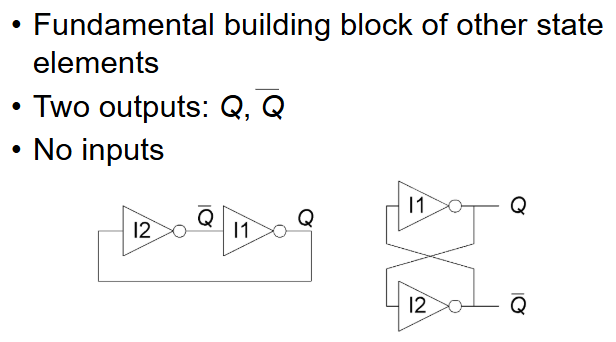 • Fundamental building block of other state
elements
• Two outputs: Q, Q̅
• No inputs
I2 Q̅ I1 Q
I1 Q
I2 Q̅